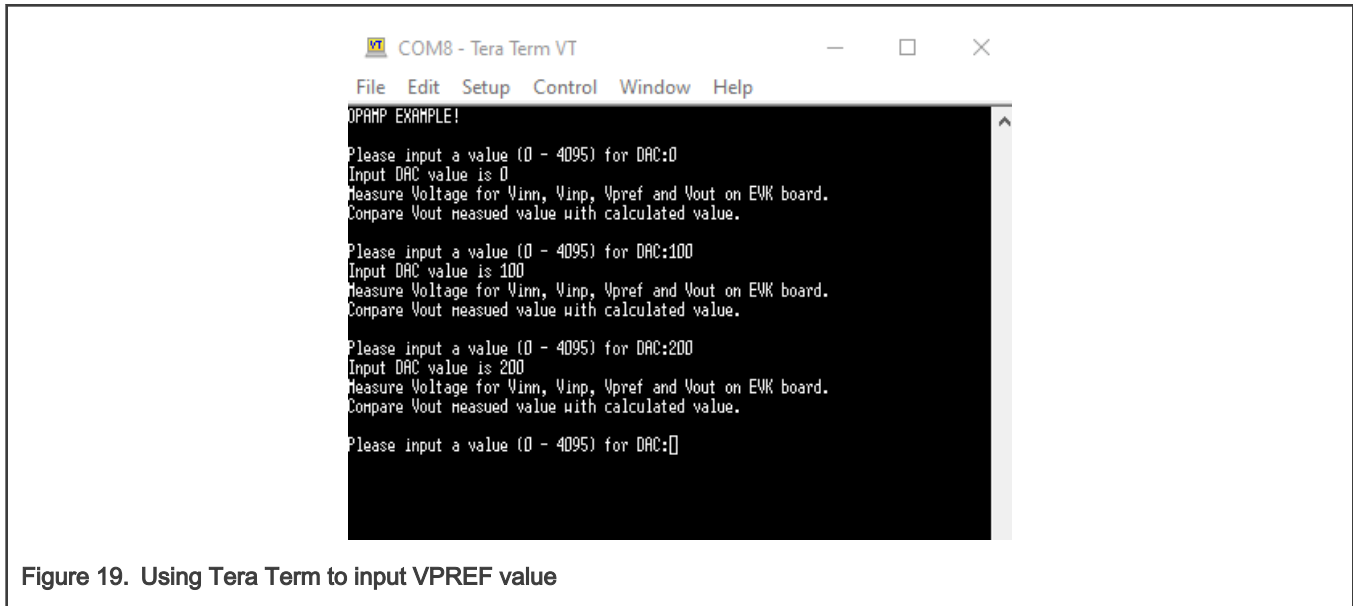 COM8 - Tera Term VT
File Edit Setup Control Window Help
OPAMP EXAMPLE!
Please input a value (0 - 4095) for DAC:0
Input DAC value is 0
Measure Voltage for Vinn, Vinp, Vpref and Vout on EVK board.
Compare Vout measued value with calculated value.
Please input a value (0 - 4095) for DAC:100
Input DAC value is 100
Measure Voltage for Vinn, Vinp, Vpref and Vout on EVK board.
Compare Vout measued value with calculated value.
Please input a value (0 - 4095) for DAC:200
Input DAC value is 200
Measure Voltage for Vinn, Vinp, Vpref and Vout on EVK board.
Compare Vout measued value with calculated value.
Please input a value (0 - 4095) for DAC:
Figure 19. Using Tera Term to input VPREF value